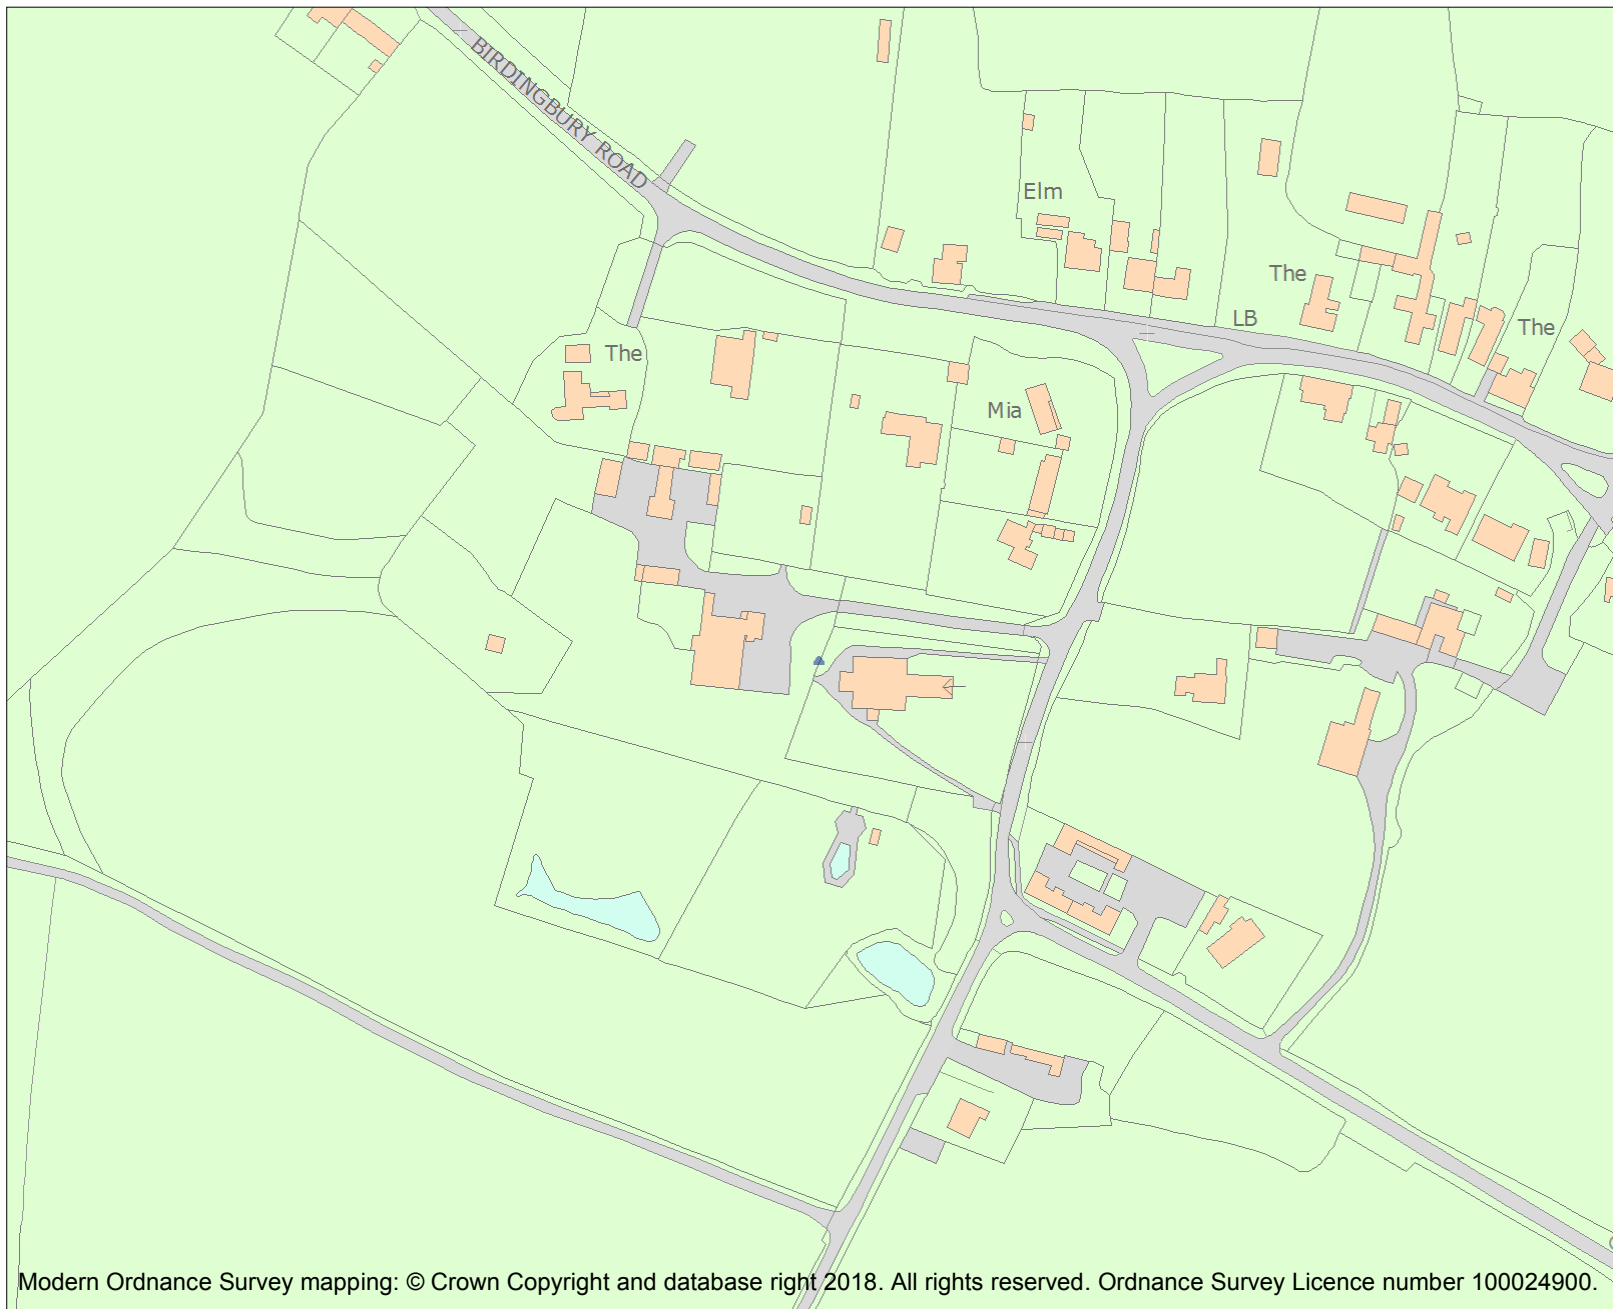 BIRDINGBURY ROAD
Elm
The
LB
The
The
Mia
Modern Ordnance Survey mapping: © Crown Copyright and database right 2018. All rights reserved. Ordnance Survey Licence number 100024900.